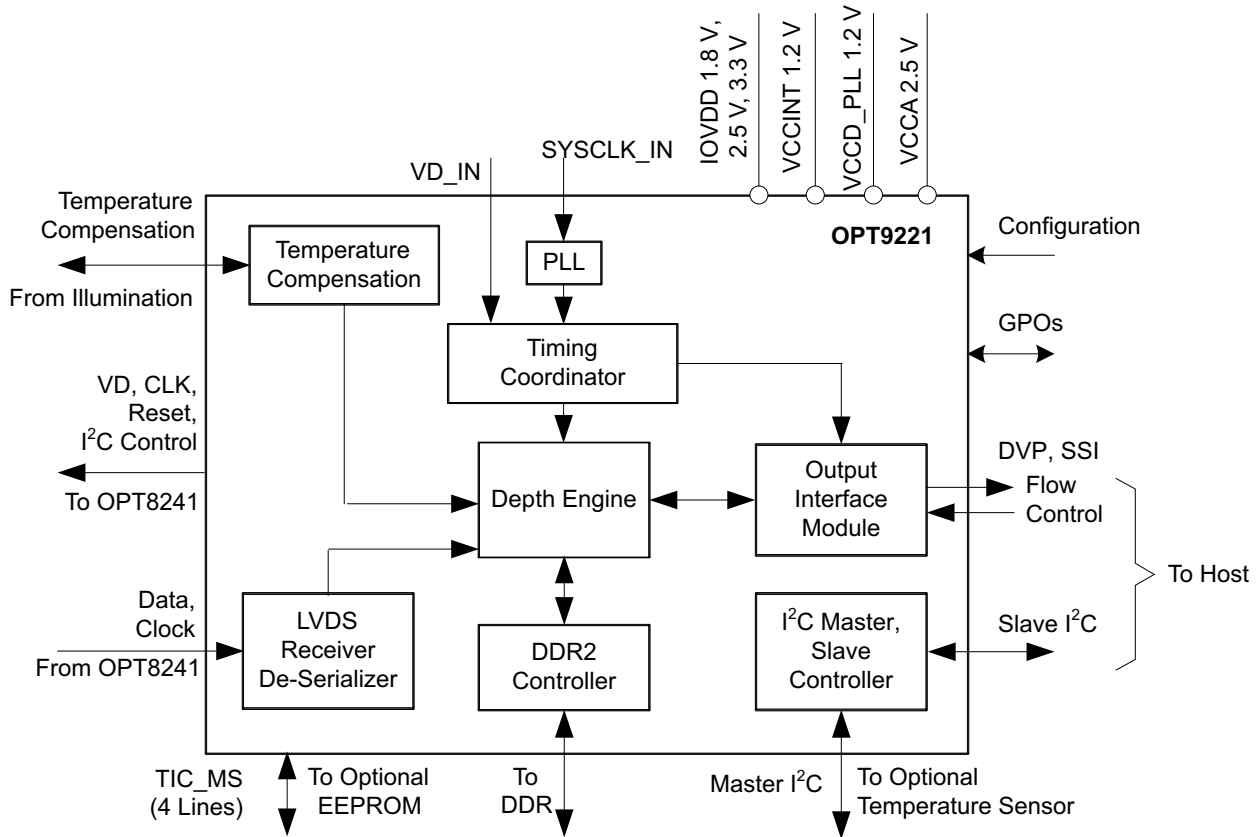 IOVDD 1.8 V,
2.5 V, 3.3 V
VCCINT 1.2 V
VCCD_PLL 1.2 V
VCCA 2.5 V
SYSCLK_IN
VD_IN
Temperature
Compensation
From Illumination
Temperature
Compensation
PLL
OPT9221
Configuration
GPOs
Timing
Coordinator
VD, CLK,
Reset,
I²C Control
To OPT8241
Depth Engine
Output
Interface
Module
DVP, SSI
Flow
Control
To Host
Data,
Clock
From OPT8241
LVDS
Receiver
De-Serializer
DDR2
Controller
I²C Master,
Slave
Controller
Slave I²C
TIC_MS
(4 Lines)
To Optional
EEPROM
To
DDR
Master I²C
To Optional
Temperature Sensor